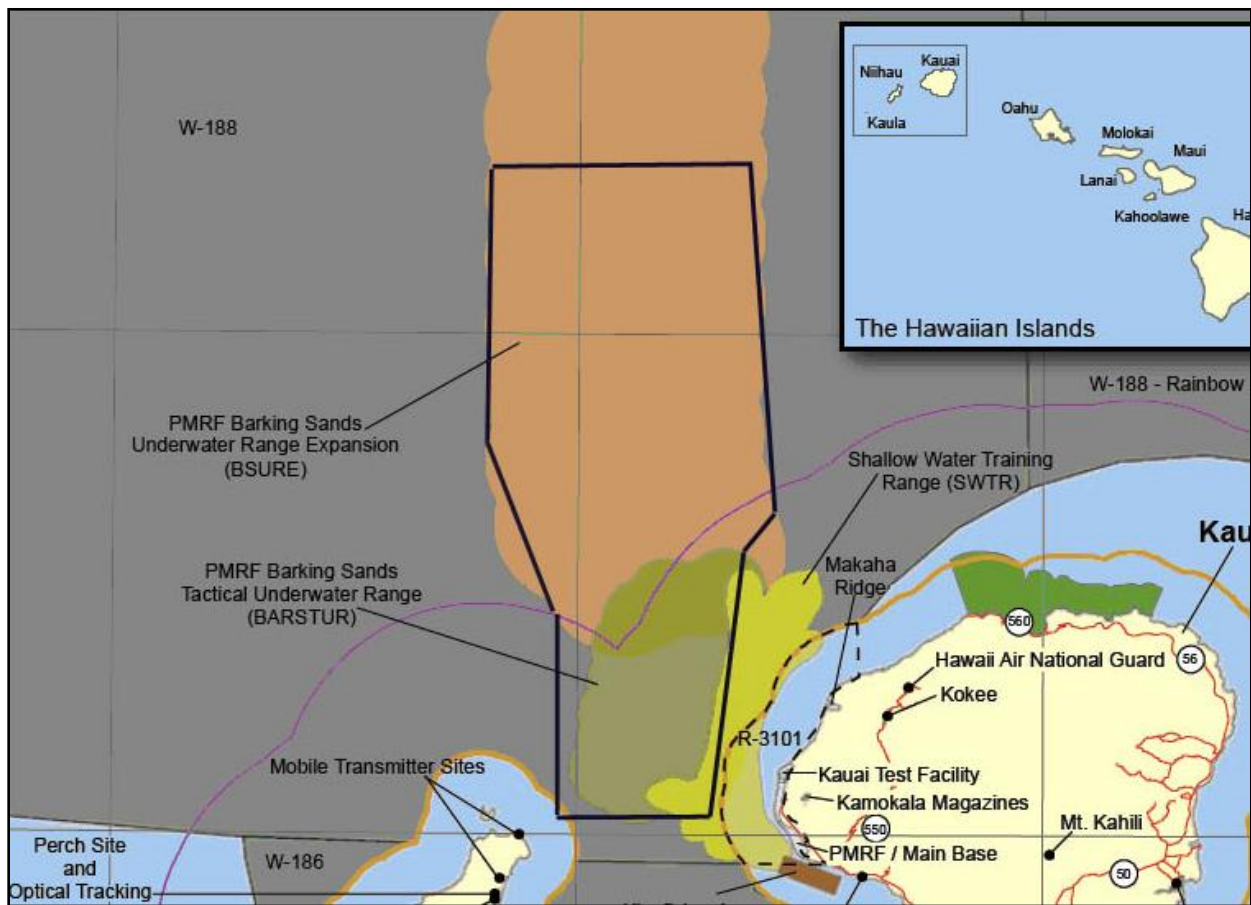 W-188
Kauai
Niihau
Kaula
Oahu
Molokai
Maui
Lanai
Kahoolawe
Ha
The Hawaiian Islands
W-188 - Rainbow
PMRF Barking Sands
Underwater Range Expansion
(BSURE)
Shallow Water Training
Range (SWTR)
Kau
PMRF Barking Sands
Tactical Underwater Range
(BARSTUR)
Makaha
Ridge
560
56
Hawaii Air National Guard
Kokee
R-3101
Mobile Transmitter Sites
Kauai Test Facility
Kamokala Magazines
550
Mt. Kahili
PMRF / Main Base
50
Perch Site
and
Optical Tracking
W-186